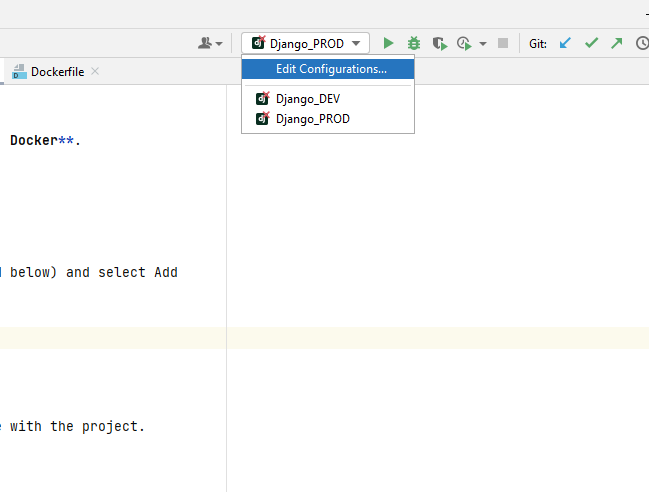 Django_PROD
Git:
Dockerfile
Edit Configurations...
Django_DEV
Django_PROD
Docker**.
below) and select Add
with the project.